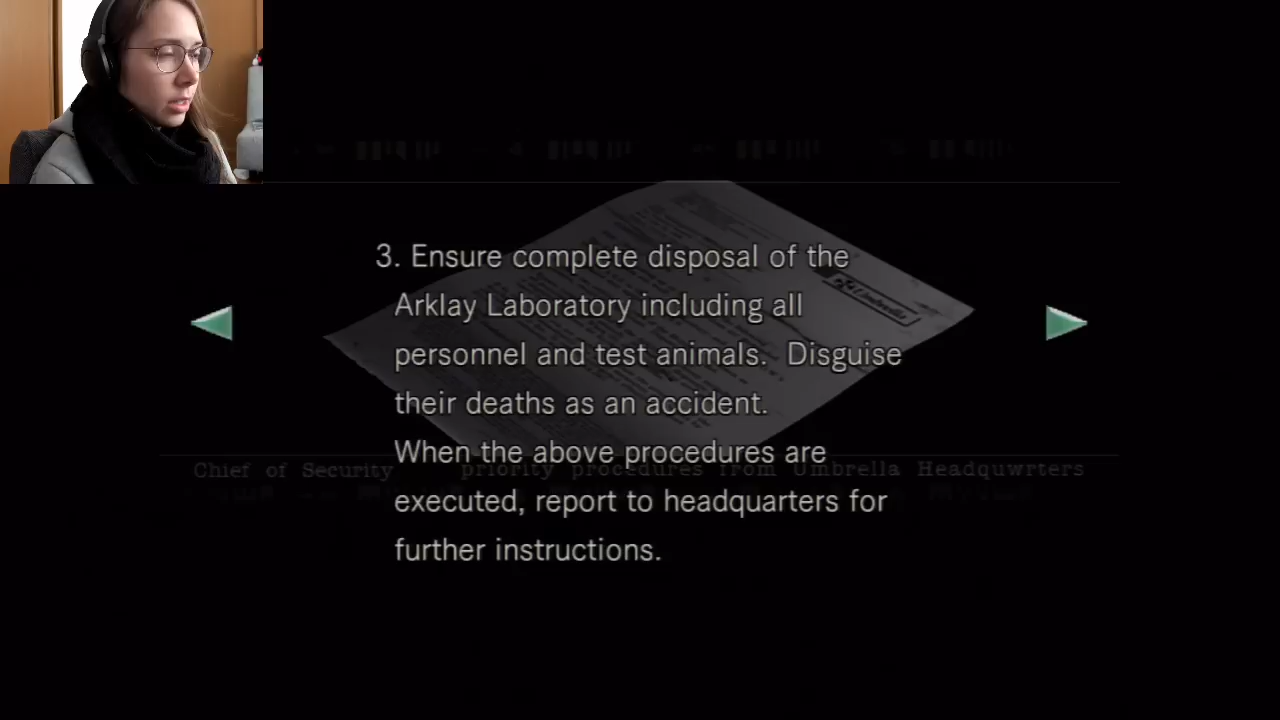 3. Ensure complete disposal of the
Arklay Laboratory including all
personnel and test animals.  Disguise
their deaths as an accident.
When the above procedures are
executed, report to headquarters for
further instructions.
Chief of Security priority procedures from Umbrella Headquwrters
Umbrella